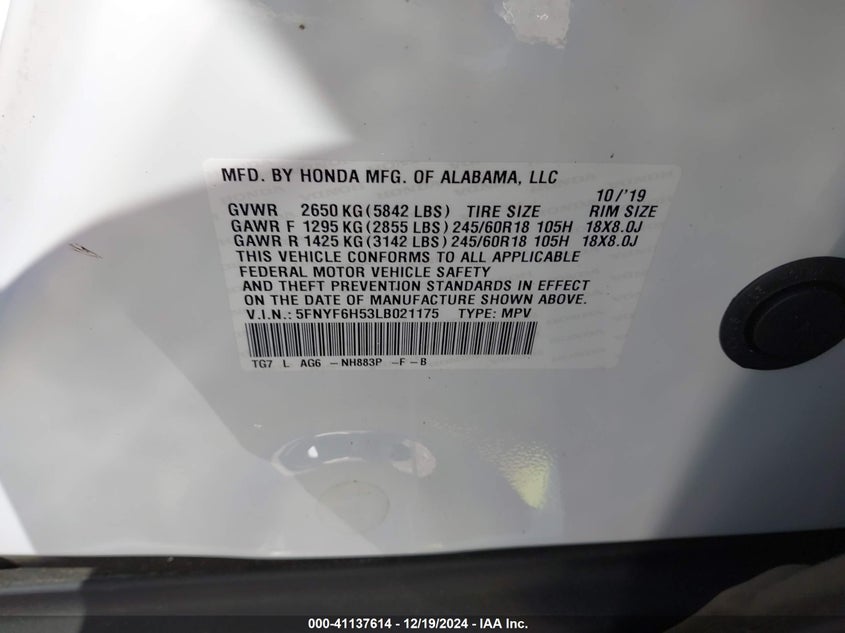 MFD. BY HONDA MFG. OF ALABAMA, LLC
10/'19
GVWR 2650 KG (5842 LBS) TIRE SIZE RIM SIZE
GAWR F 1295 KG (2855 LBS) 245/60R18 105H 18X8.0J
GAWR R 1425 KG (3142 LBS) 245/60R18 105H 18X8.0J
THIS VEHICLE CONFORMS TO ALL APPLICABLE
FEDERAL MOTOR VEHICLE SAFETY
AND THEFT PREVENTION STANDARDS IN EFFECT
ON THE DATE OF MANUFACTURE SHOWN ABOVE.
V.I.N.: 5FNYF6H53LB021175 TYPE: MPV
TG7 L AG6 -NH883P -F-B
000-41137614 - 12/19/2024 - IAA Inc.